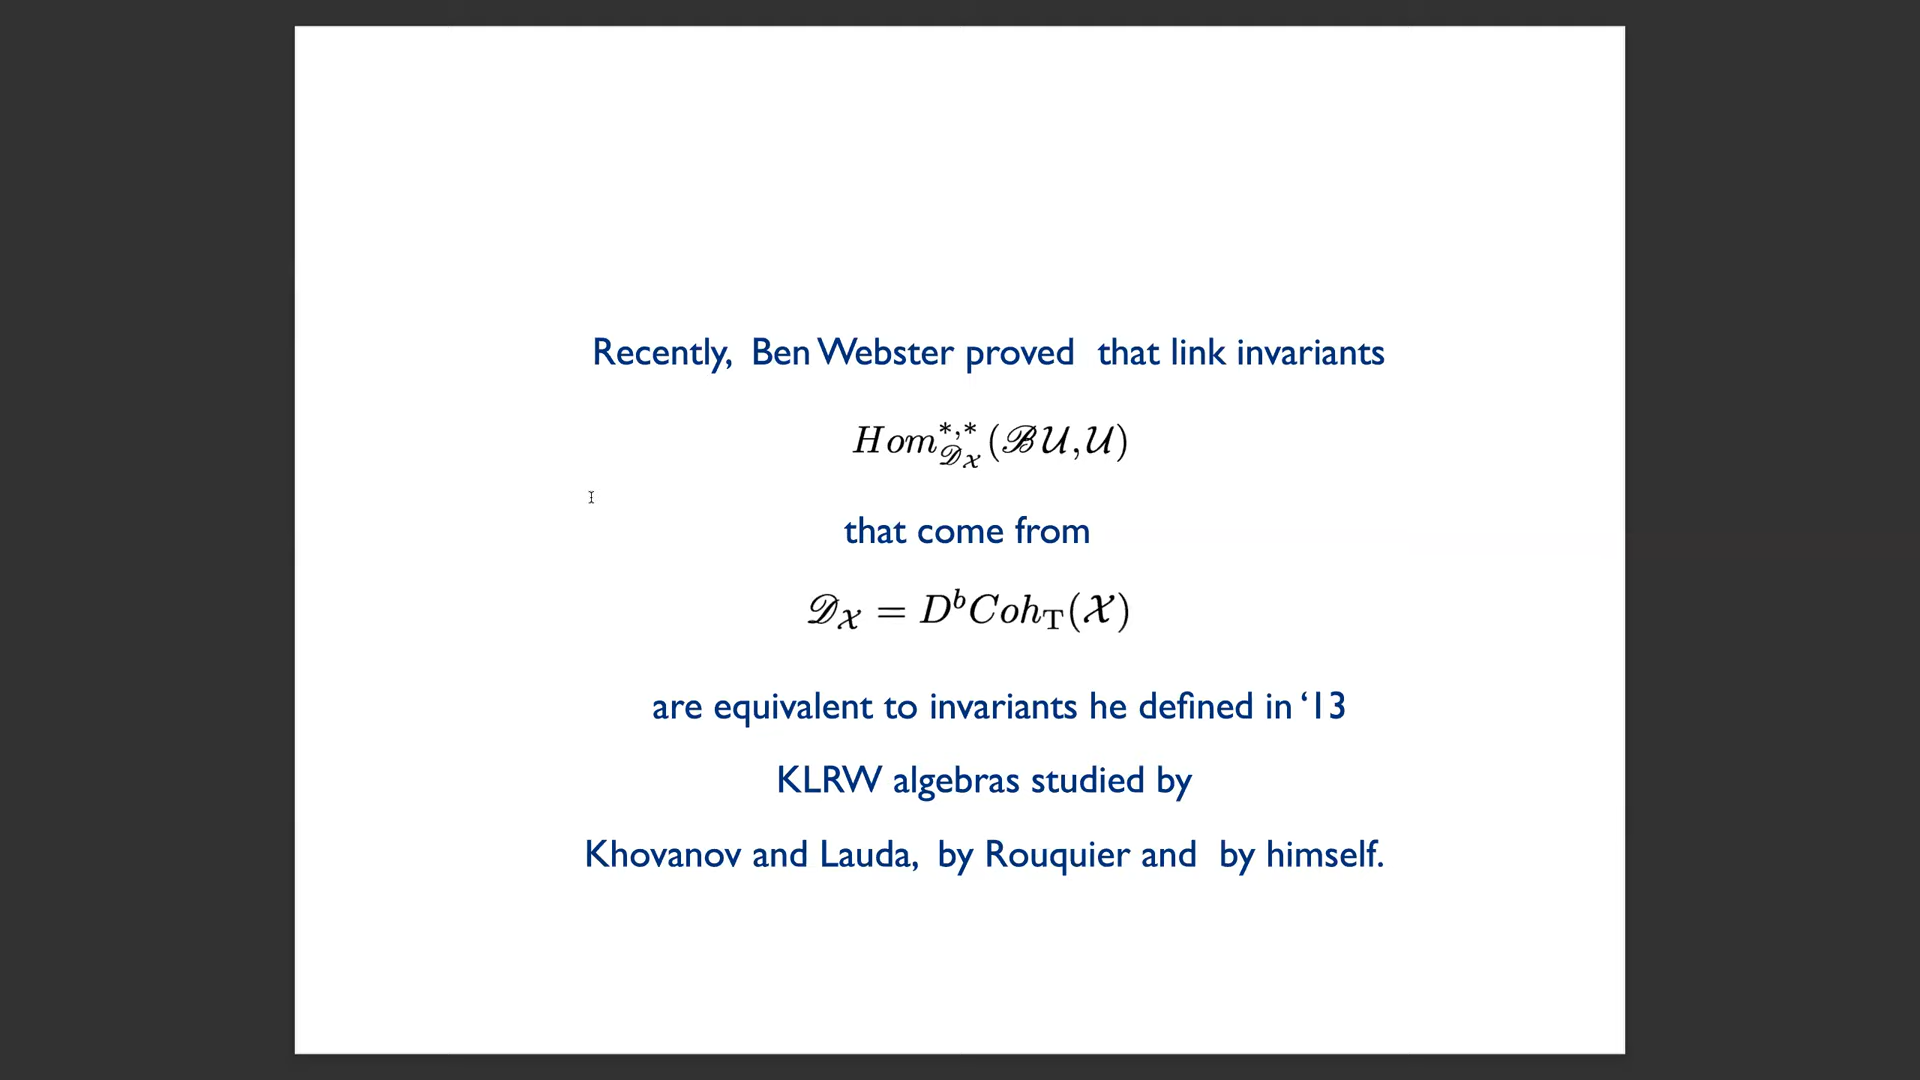 Recently, Ben Webster proved that link invariants
$Hom^{*,*}_{\mathscr{D}_{\mathcal{X}}}(\mathscr{B}\mathcal{U},\mathcal{U})$
that come from
$\mathscr{D}_{\mathcal{X}} = D^bCoh_{\mathrm{T}}(\mathcal{X})$
are equivalent to invariants he defined in ‘13
KLRW algebras studied by
Khovanov and Lauda, by Rouquier and by himself.